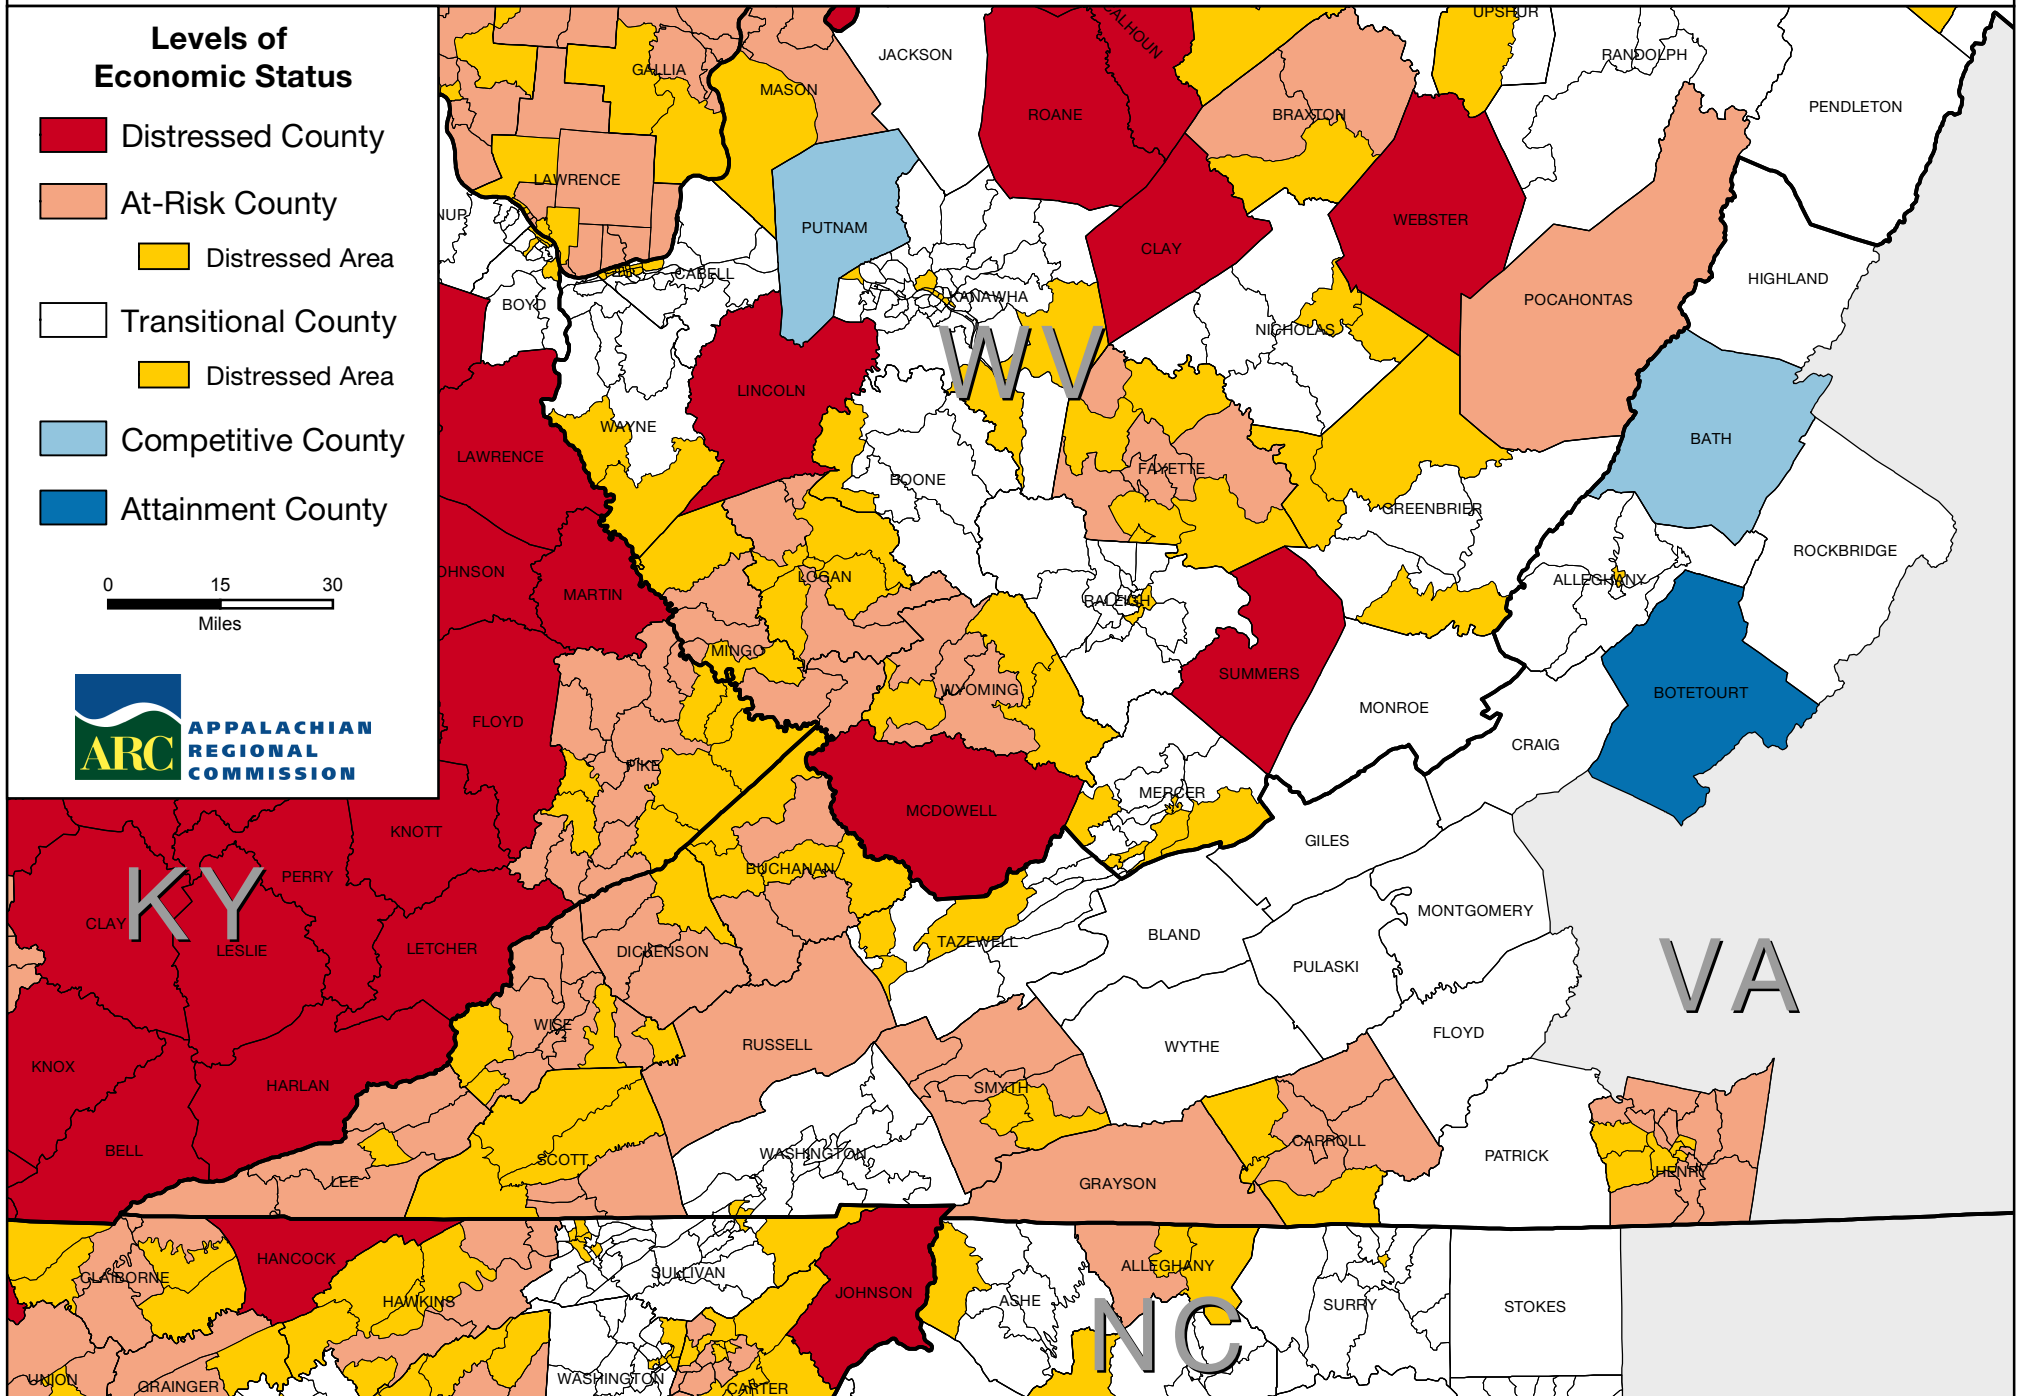 Levels of
Economic Status
Distressed County
At-Risk County
Distressed Area
Transitional County
Distressed Area
Competitive County
Attainment County
0 15 30
Miles
ARC
APPALACHIAN
REGIONAL
COMMISSION
UPSHUR
CALHOUN
JACKSON
RANDOLPH
GALLIA
MASON
ROANE
BRAXTON
PENDLETON
LAWRENCE
NUP
PUTNAM
CLAY
WEBSTER
CABELL
HIGHLAND
BOYD
KANAWHA
POCAHONTAS
NICHOLAS
WV
LINCOLN
WAYNE
BATH
LAWRENCE
FAYETTE
BOONE
GREENBRIER
ROCKBRIDGE
OHNSON
LOGAN
ALLEGHANY
MARTIN
RALEIGH
MINGO
SUMMERS
WYOMING
BOTETOURT
MONROE
FLOYD
CRAIG
PIKE
MERCER
MCDOWELL
KNOTT
GILES
BUCHANAN
PERRY
KY
MONTGOMERY
CLAY
BLAND
TAZEWELL
LETCHER
LESLIE
DICKENSON
PULASKI
VA
WISE
FLOYD
RUSSELL
WYTHE
KNOX
HARLAN
SMYTH
CARROLL
BELL
WASHINGTON
PATRICK
SCOTT
HENRY
LEE
GRAYSON
HANCOCK
ALLEGHANY
SULLIVAN
CLAIBORNE
JOHNSON
HAWKINS
ASHE
SURRY
STOKES
NC
UNION
WASHINGTON
GRAINGER
CARTER